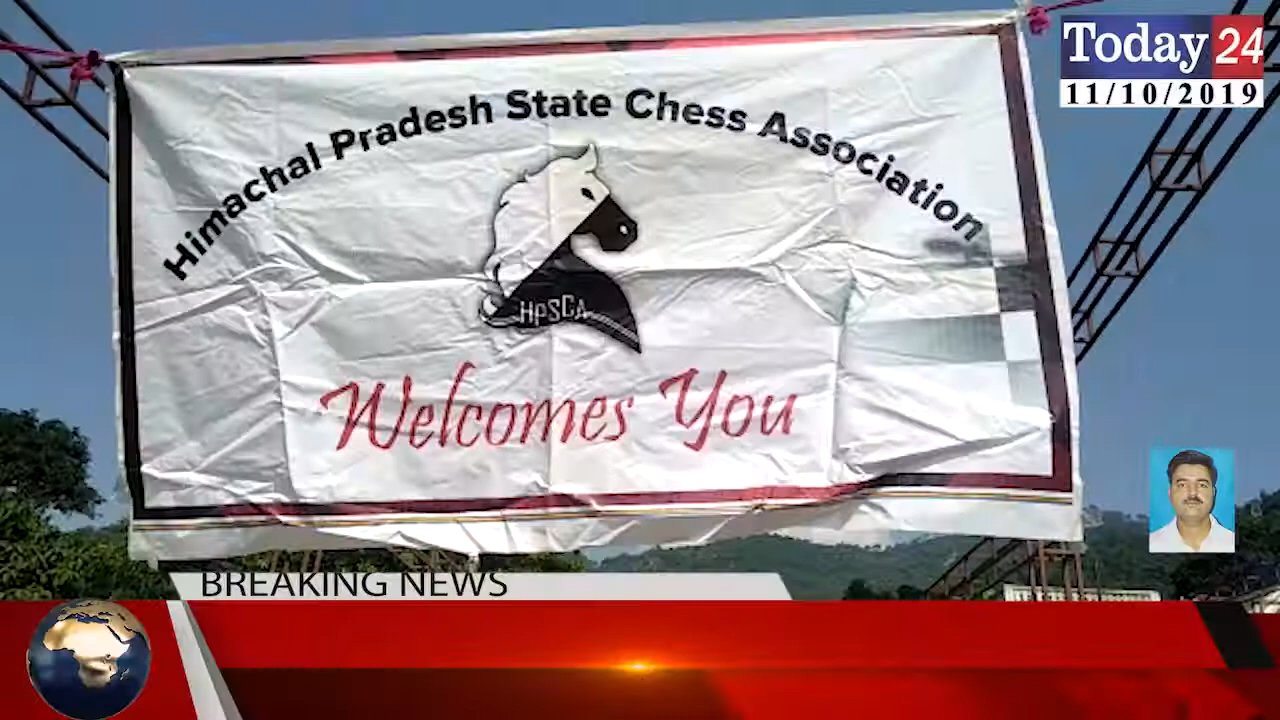 Today 24
11/10/2019
Himachal Pradesh State Chess Association
HPSCA
Welcomes You
BREAKING NEWS